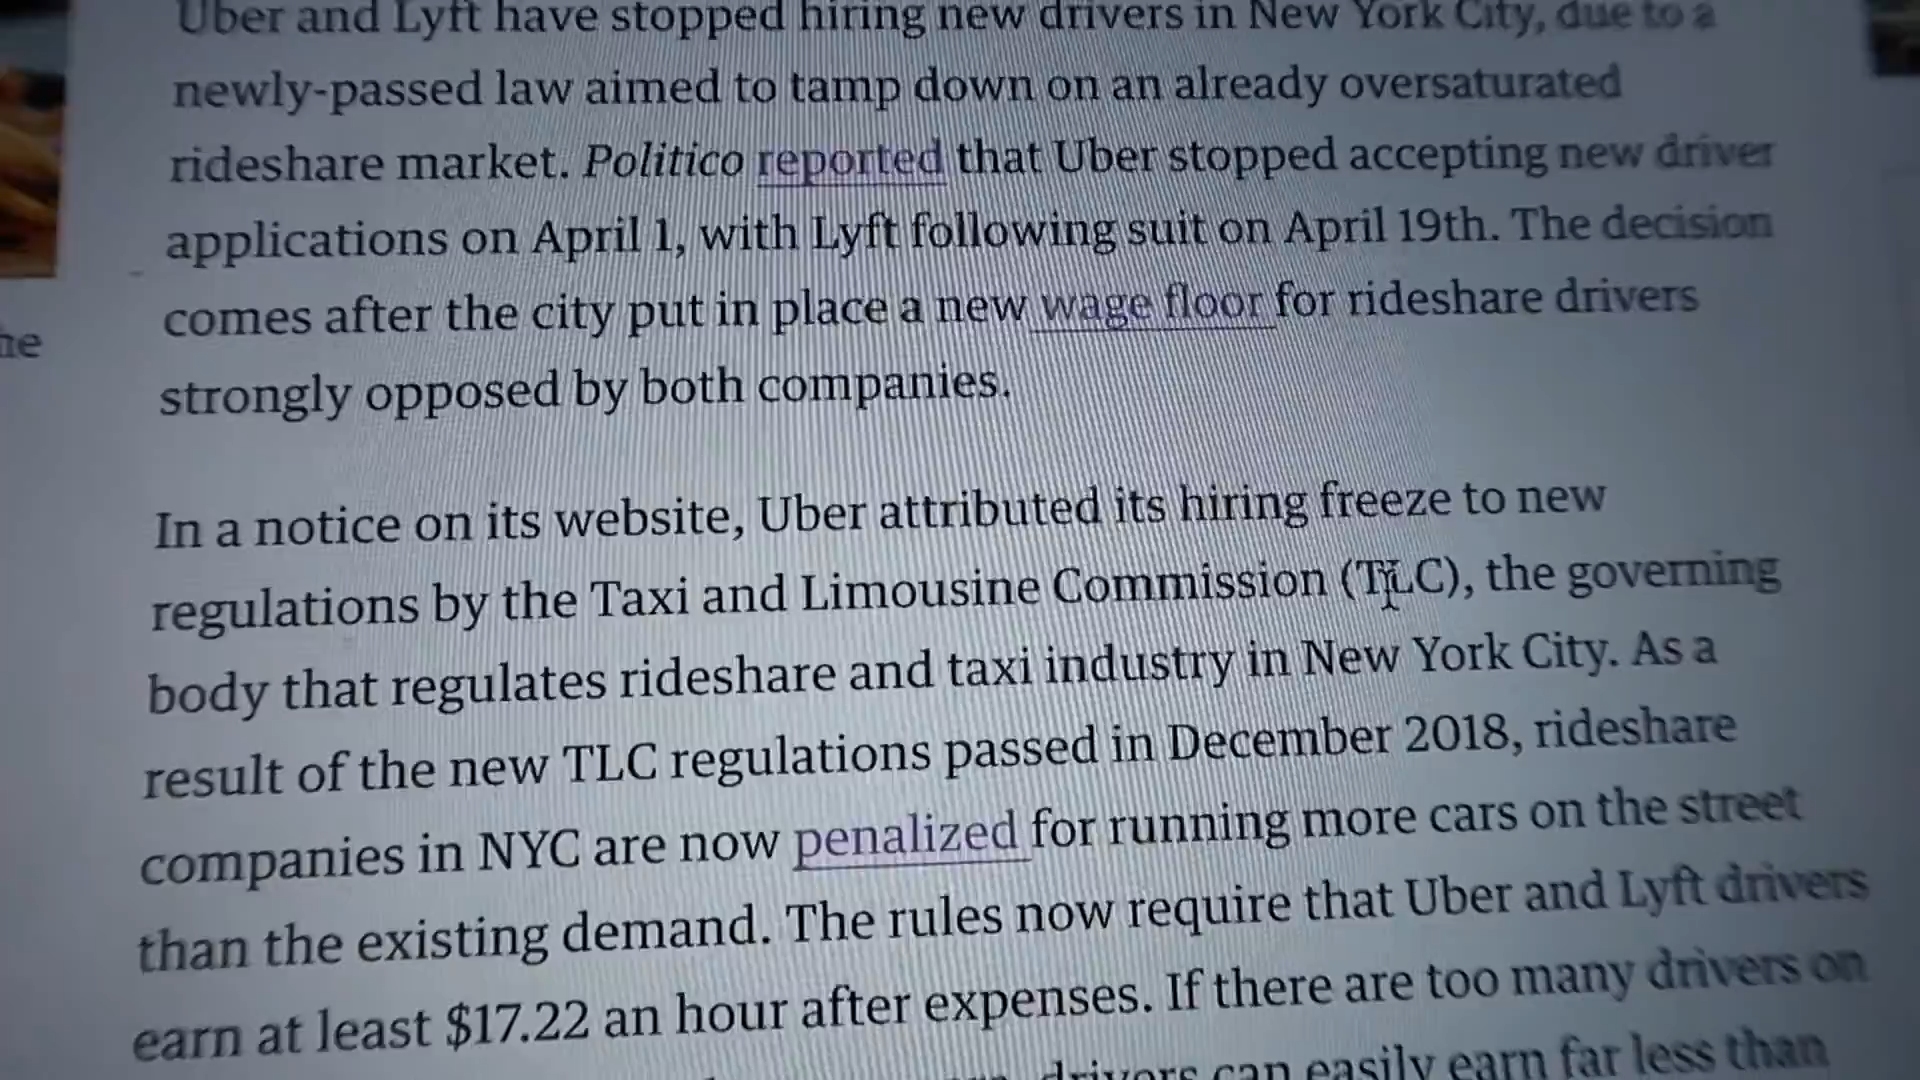 Uber and Lyft have stopped hiring new drivers in New York City, due to a
newly-passed law aimed to tamp down on an already oversaturated
rideshare market. Politico reported that Uber stopped accepting new driver
applications on April 1, with Lyft following suit on April 19th. The decision
comes after the city put in place a new wage floor for rideshare drivers
strongly opposed by both companies.
In a notice on its website, Uber attributed its hiring freeze to new
regulations by the Taxi and Limousine Commission (TLC), the governing
body that regulates rideshare and taxi industry in New York City. As a
result of the new TLC regulations passed in December 2018, rideshare
companies in NYC are now penalized for running more cars on the street
than the existing demand. The rules now require that Uber and Lyft drivers
earn at least $17.22 an hour after expenses. If there are too many drivers on
drivers can easily earn far less than